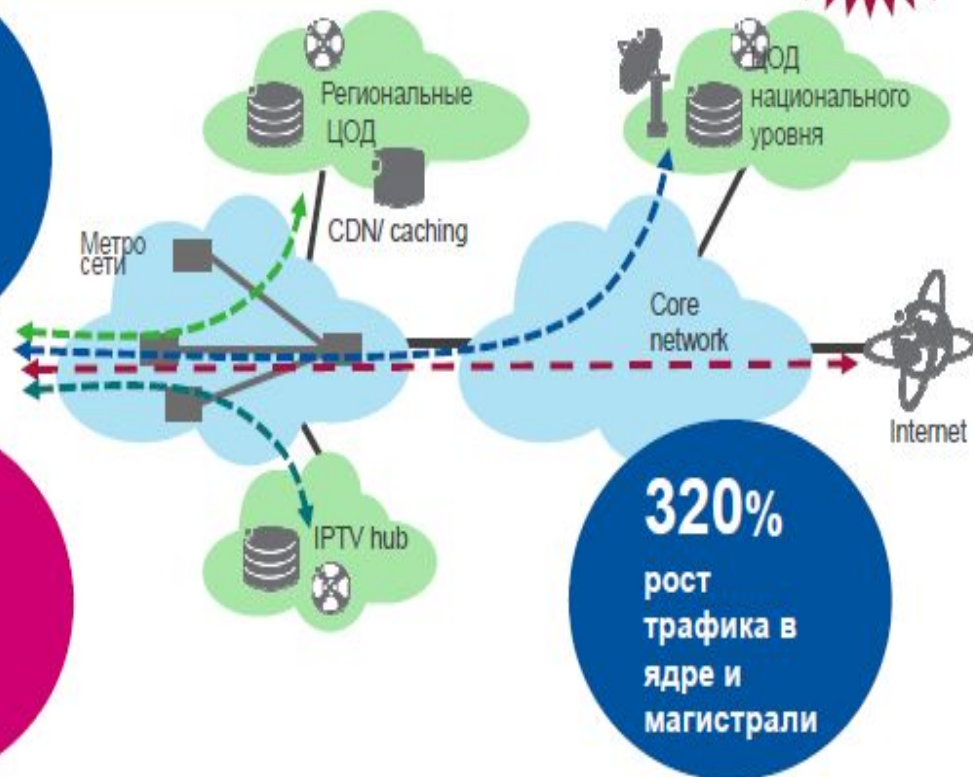 Региональные
ЦОД
ЦОД
национального
уровня
CDN/ caching
Метро
сети
Core
network
Internet
IPTV hub
320%
рост
трафика в
ядре и
магистрали